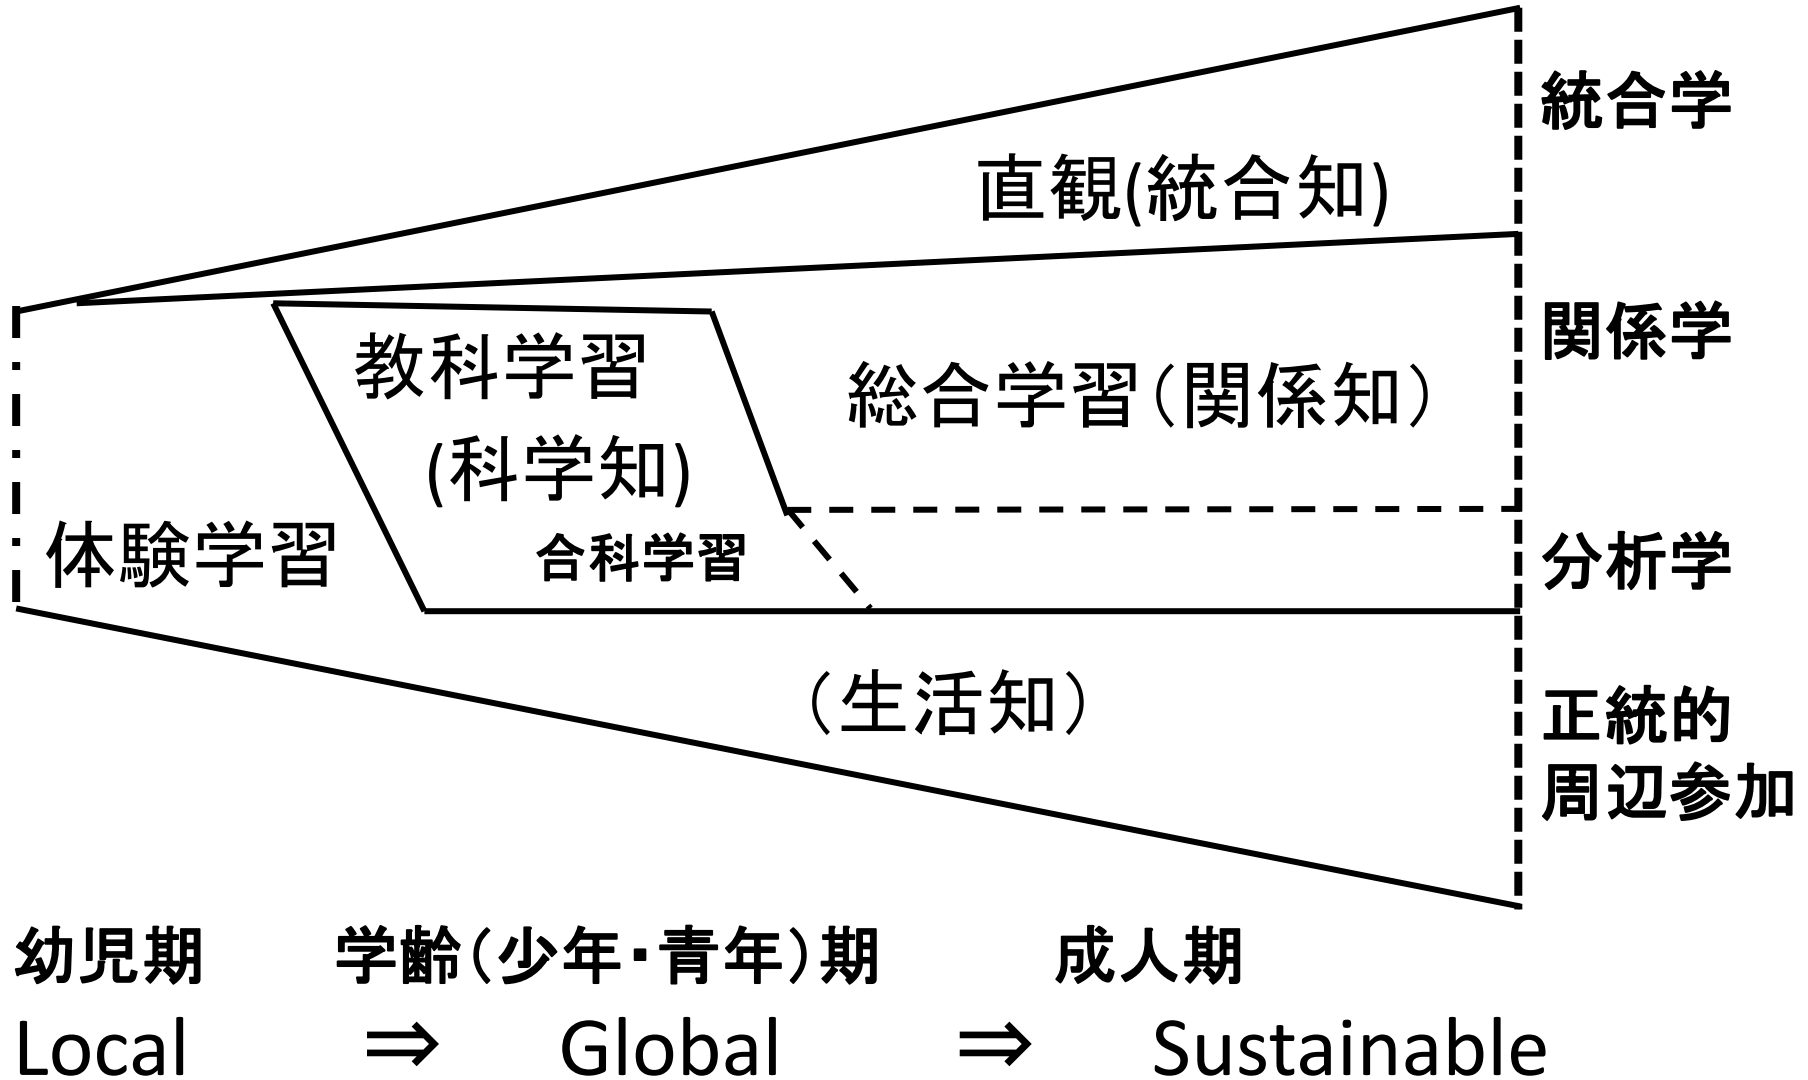 統合学
直観(統合知)
関係学
教科学習
(科学知)
総合学習（関係知）
体験学習
合科学習
分析学
（生活知）
正統的
周辺参加
幼児期 学齢（少年・青年）期 成人期
Local ⇒ Global ⇒ Sustainable